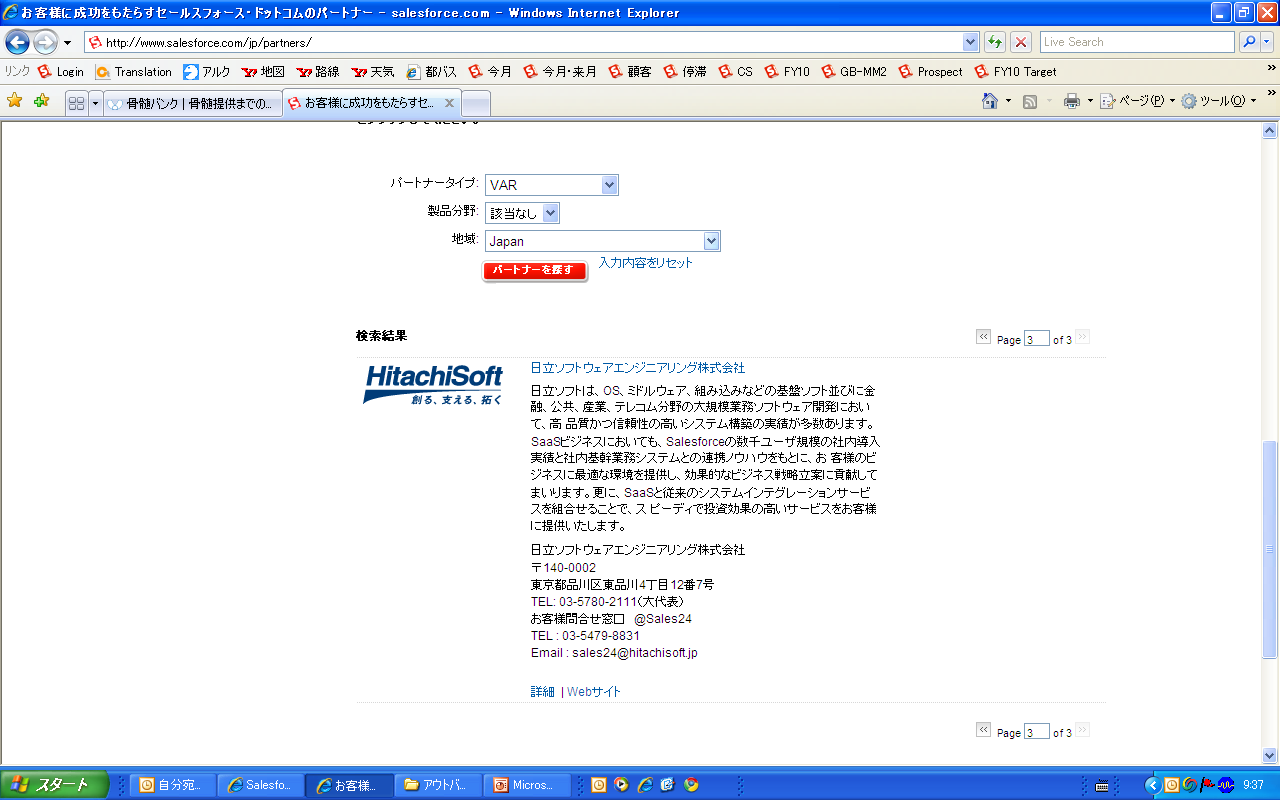 お客様に成功をもたらすセールスフォース・ドットコムのパートナー - salesforce.com - Windows Internet Explorer
http://www.salesforce.com/jp/partners/
Live Search
リンク Login Translation アルク 地図 路線 天気 都バス 今月 今月・来月 顧客 停滞 CS FY10 GB-MM2 Prospect FY10 Target
骨髄バンク | 骨髄提供までの... お客様に成功をもたらすセ... ページ(P) ツール(O)
パートナータイプ: VAR
製品分野: 該当なし
地域: Japan
パートナーを探す 入力内容をリセット
検索結果 Page 3 of 3
HitachiSoft
創る、支える、拓く
日立ソフトウェアエンジニアリング株式会社
日立ソフトは、OS、ミドルウェア、組み込みなどの基盤ソフト並びに金
融、公共、産業、テレコム分野の大規模業務ソフトウェア開発におい
て、高 品質かつ信頼性の高いシステム構築の実績が多数あります。
SaaSビジネスにおいても、Salesforceの数千ユーザ規模の社内導入
実績と社内基幹業務システムとの連携ノウハウをもとに、お 客様のビ
ジネスに最適な環境を提供し、効果的なビジネス戦略立案に貢献して
まいります。更に、SaaSと従来のシステムインテグレーションサービ
スを組合せることで、ス ピーディで投資効果の高いサービスをお客様
に提供いたします。
日立ソフトウェアエンジニアリング株式会社
〒140-0002
東京都品川区東品川4丁目12番7号
TEL: 03-5780-2111(大代表)
お客様問合せ窓口 @Sales24
TEL : 03-5479-8831
Email : sales24@hitachisoft.jp
詳細 | Webサイト
Page 3 of 3
スタート 自分宛... Salesfo... お客様... アウトバ... Micros... 9:37